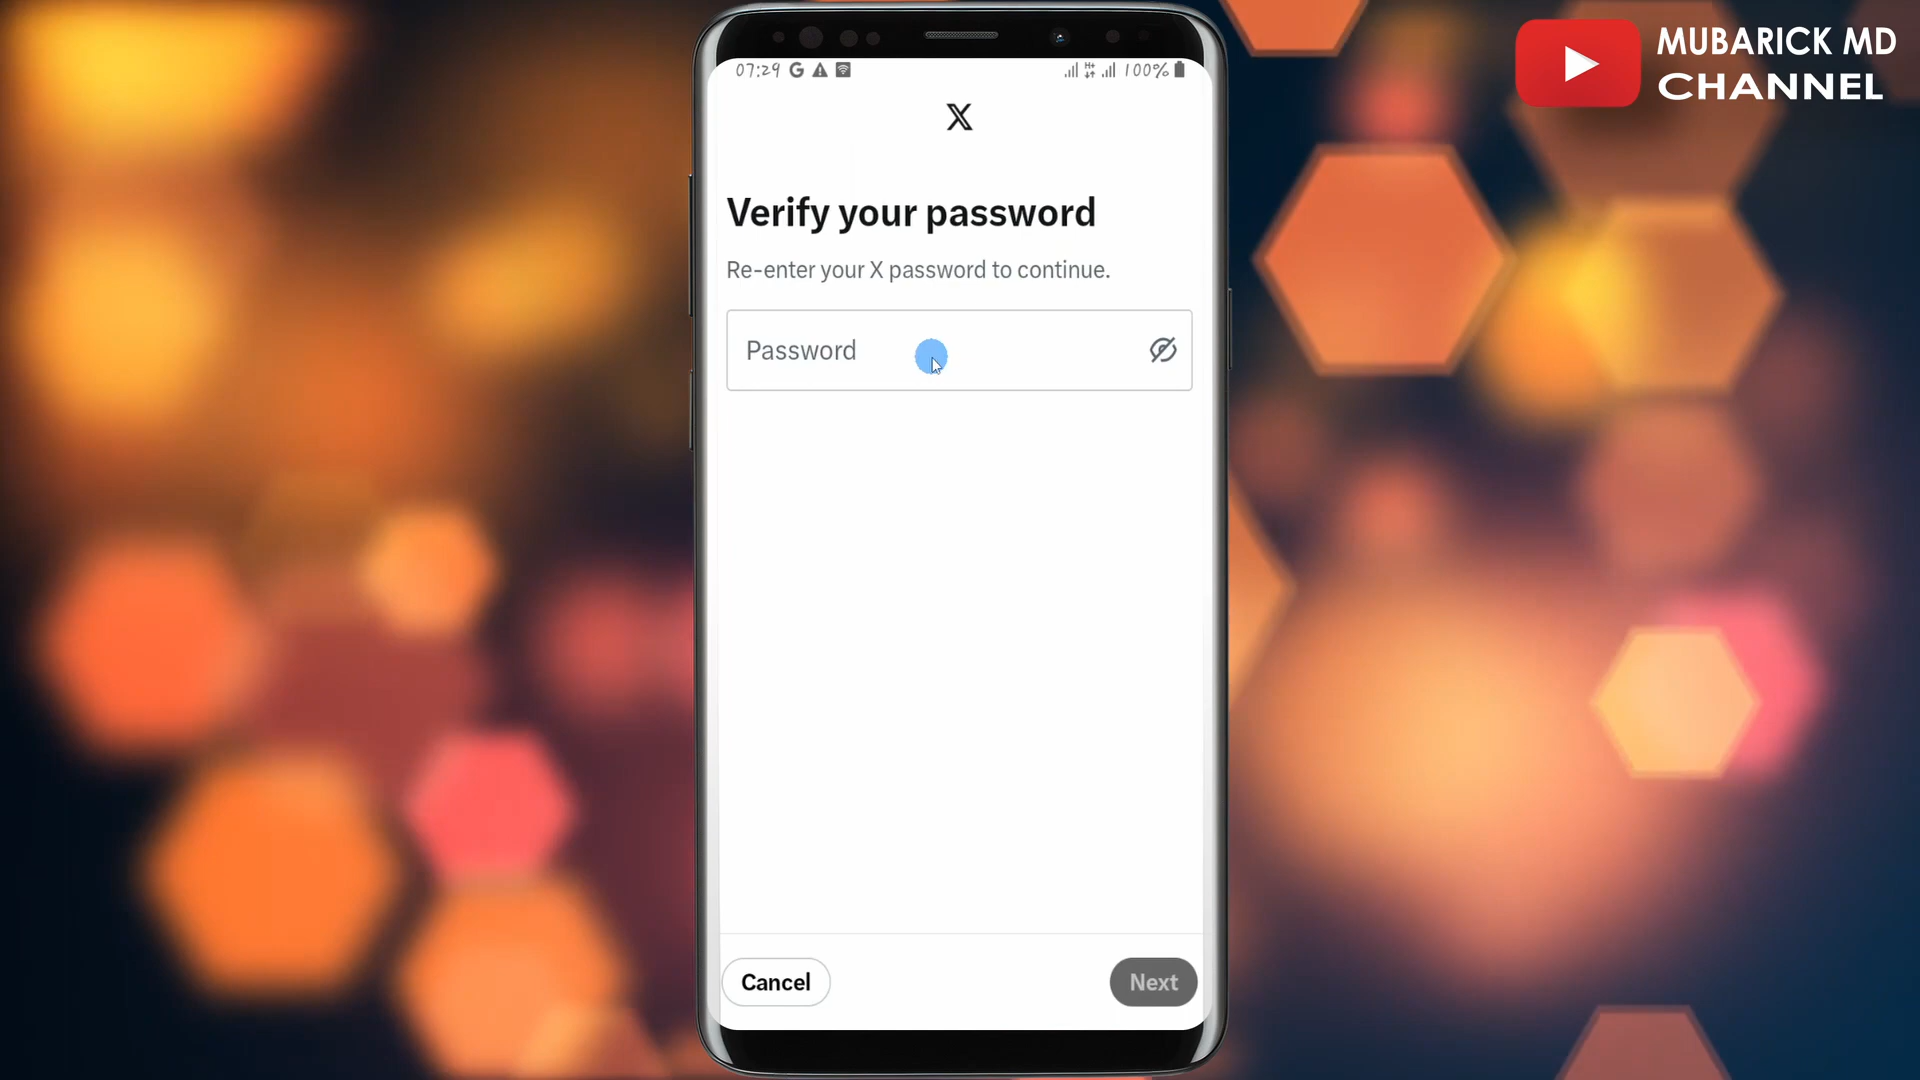 MUBARICK MD
CHANNEL
07:29
100%
X
Verify your password
Re-enter your X password to continue.
Password
Cancel
Next